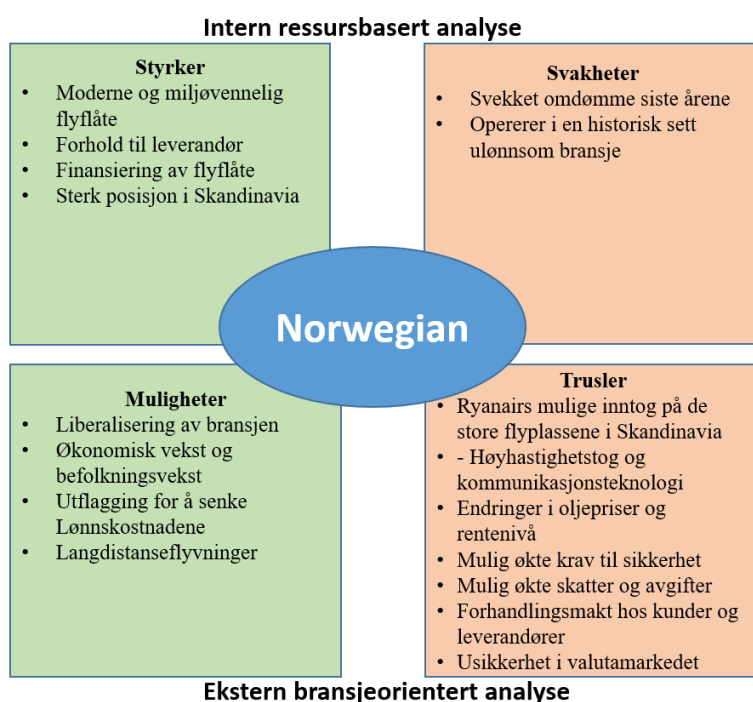 Intern ressursbasert analyse
Styrker
• Moderne og miljøvennelig
flyflåte
• Forhold til leverandør
• Finansiering av flyflåte
• Sterk posisjon i Skandinavia
Svakheter
• Svekket omdømme siste årene
• Opererer i en historisk sett
ulønnsom bransje
Norwegian
Muligheter
• Liberalisering av bransjen
• Økonomisk vekst og
befolkningsvekst
• Utflagging for å senke
Lønnskostnadene
• Langdistanseflyvninger
Trusler
• Ryanairs mulige inntog på de
store flyplassene i Skandinavia
• - Høyhastighetstog og
kommunikasjonsteknologi
• Endringer i oljepriser og
rentenivå
• Mulig økte krav til sikkerhet
• Mulig økte skatter og avgifter
• Forhandlingsmakt hos kunder og
leverandører
• Usikkerhet i valutamarkedet
Ekstern bransjeorientert analyse